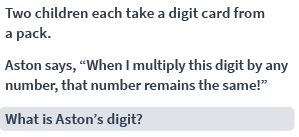 Two children each take a digit card from
a pack.
Aston says, “When I multiply this digit by any
number, that number remains the same!”
What is Aston’s digit?